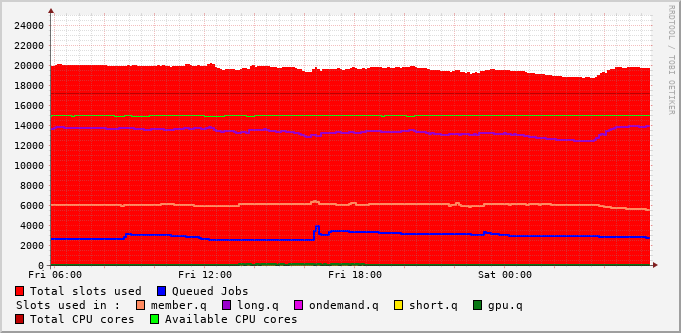 24000
22000
20000
18000
16000
14000
12000
10000
8000
6000
4000
2000
0
Fri 06:00 Fri 12:00 Fri 18:00 Sat 00:00
RRDTOOL / TOBI OETIKER
Total slots used Queued Jobs
Slots used in : member.q long.q ondemand.q short.q gpu.q
Total CPU cores Available CPU cores